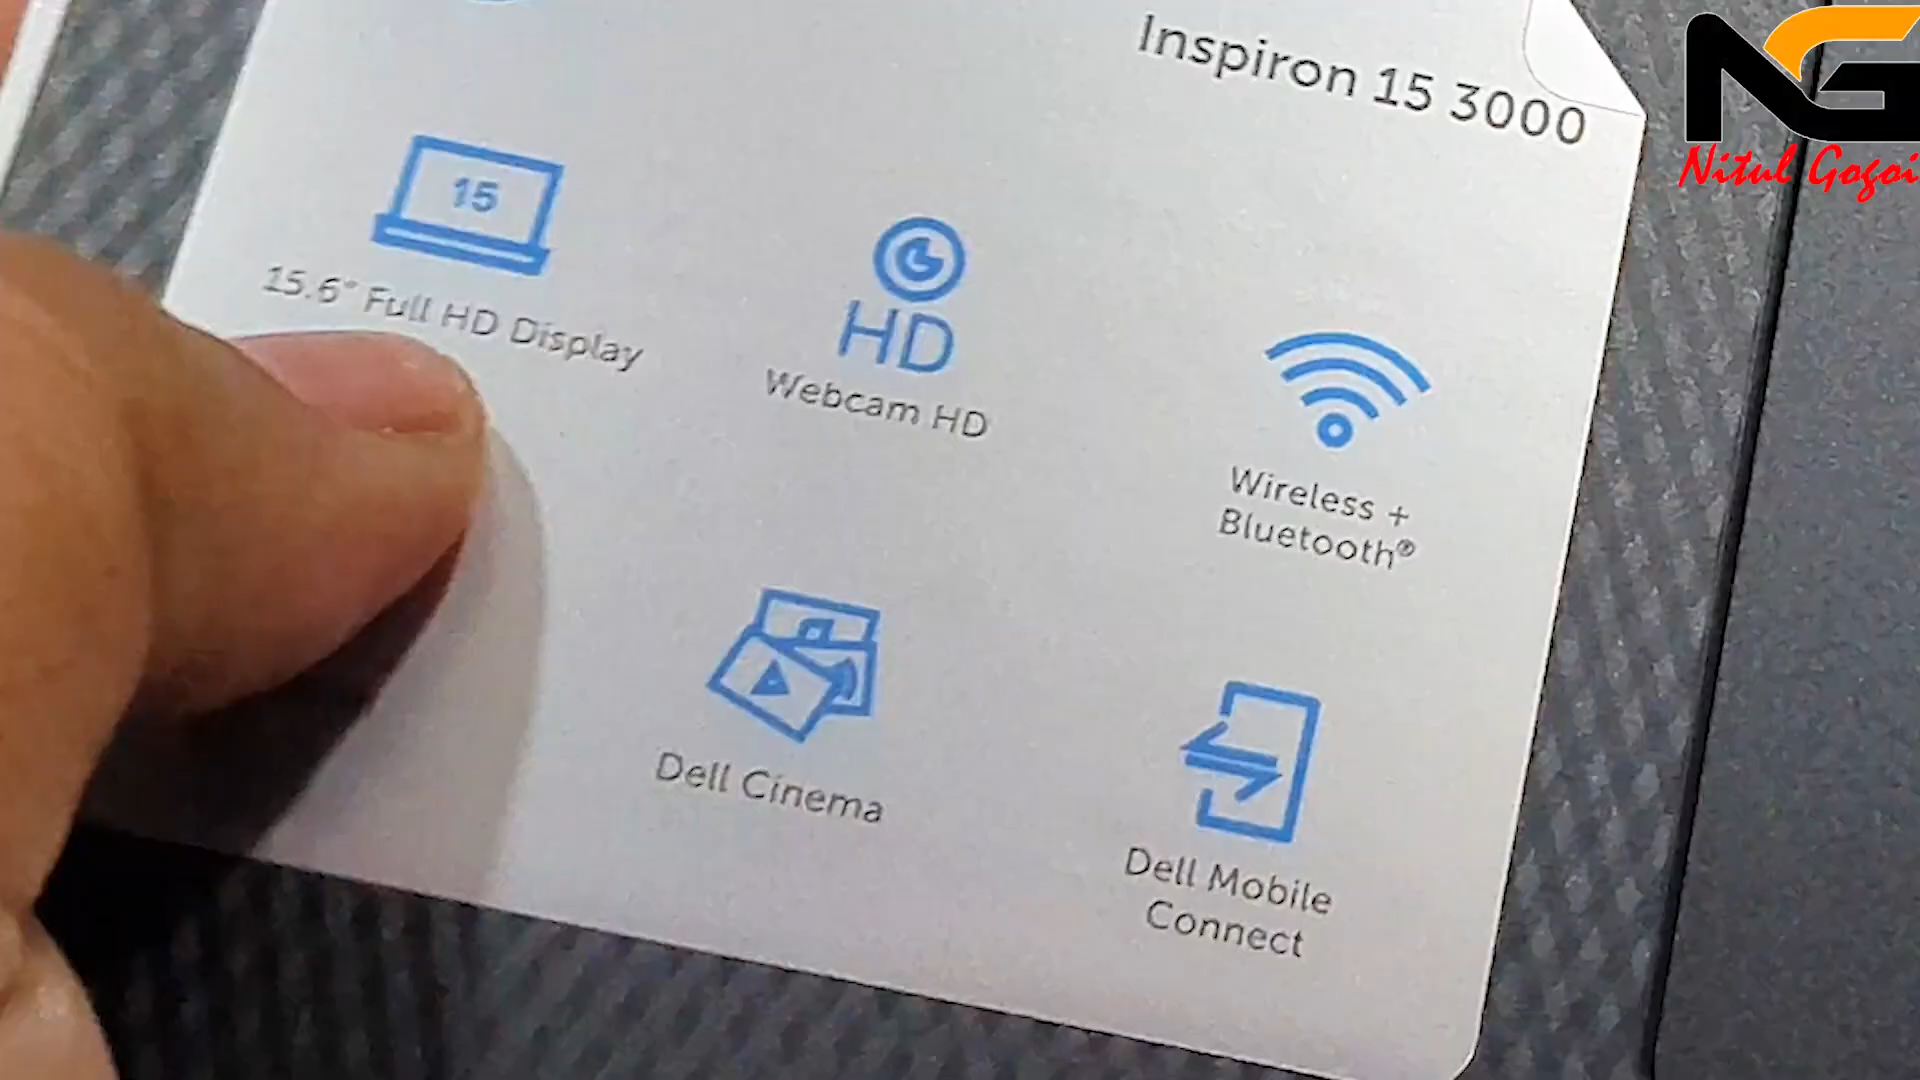 Inspiron 15 3000
NG
Nitul Gogoi
15
15.6" Full HD Display
HD
Webcam HD
Wireless +
Bluetooth®
Dell Cinema
Dell Mobile
Connect